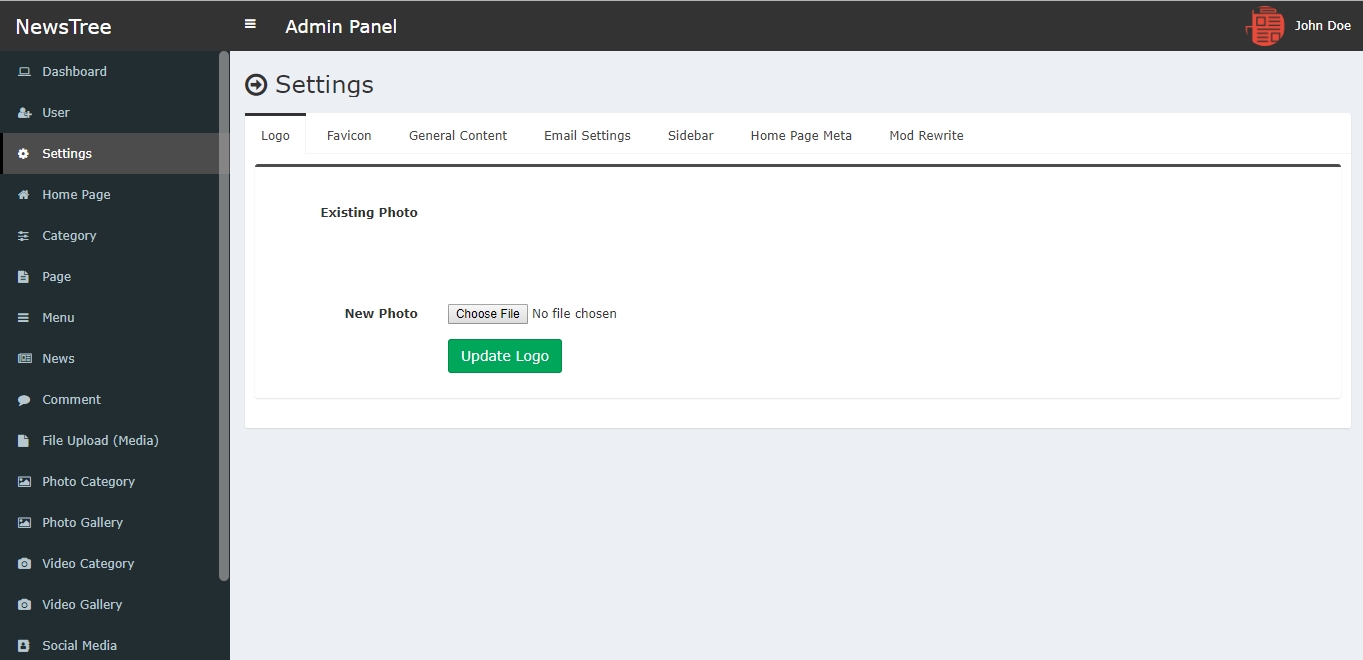 NewsTree
Admin Panel
John Doe
Dashboard
User
Settings
Home Page
Category
Page
Menu
News
Comment
File Upload (Media)
Photo Category
Photo Gallery
Video Category
Video Gallery
Social Media
Settings
Logo Favicon General Content Email Settings Sidebar Home Page Meta Mod Rewrite
Existing Photo
New Photo Choose File No file chosen
Update Logo